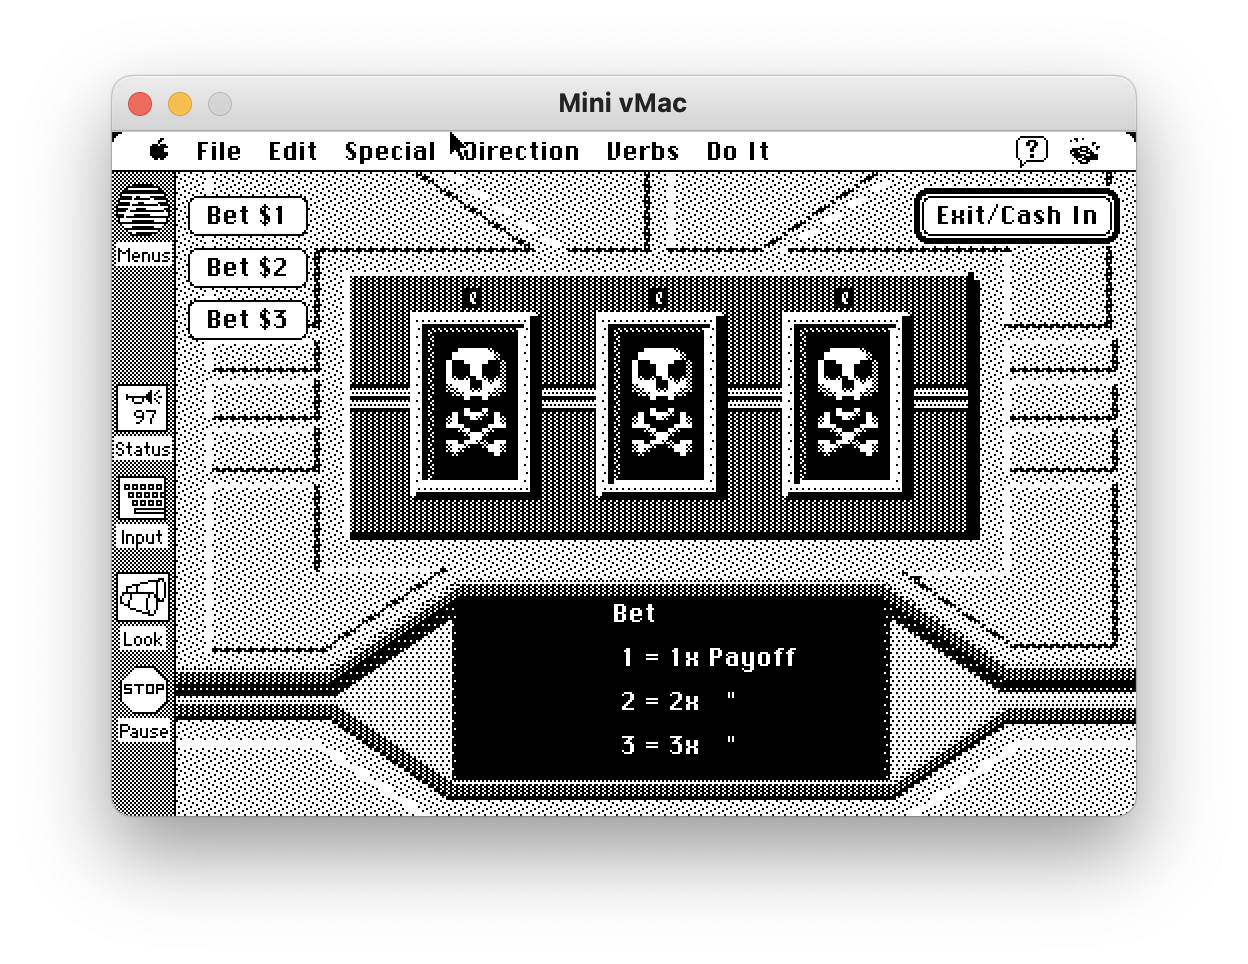 Mini vMac
File Edit Special Direction Verbs Do It ?
Menus
Bet $1
Exit/Cash In
Bet $2
Bet $3
97
Status
Input
Look
STOP
Pause
Bet
1 = 1x Payoff
2 = 2x "
3 = 3x "